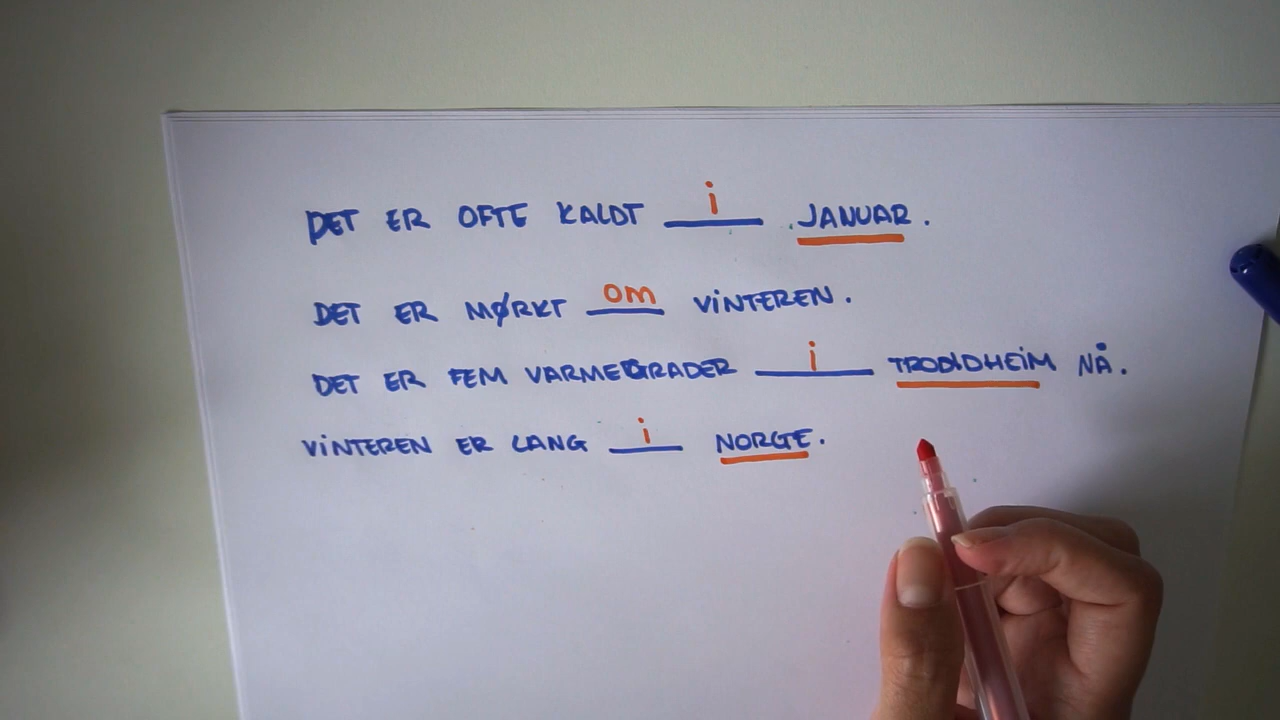 DET ER OFTE KALDT i JANUAR.
DET ER MØRKT om VINTEREN.
DET ER FEM VARMEGRADER i TRODIDHEIM NÅ.
VINTEREN ER LANG i NORGE.